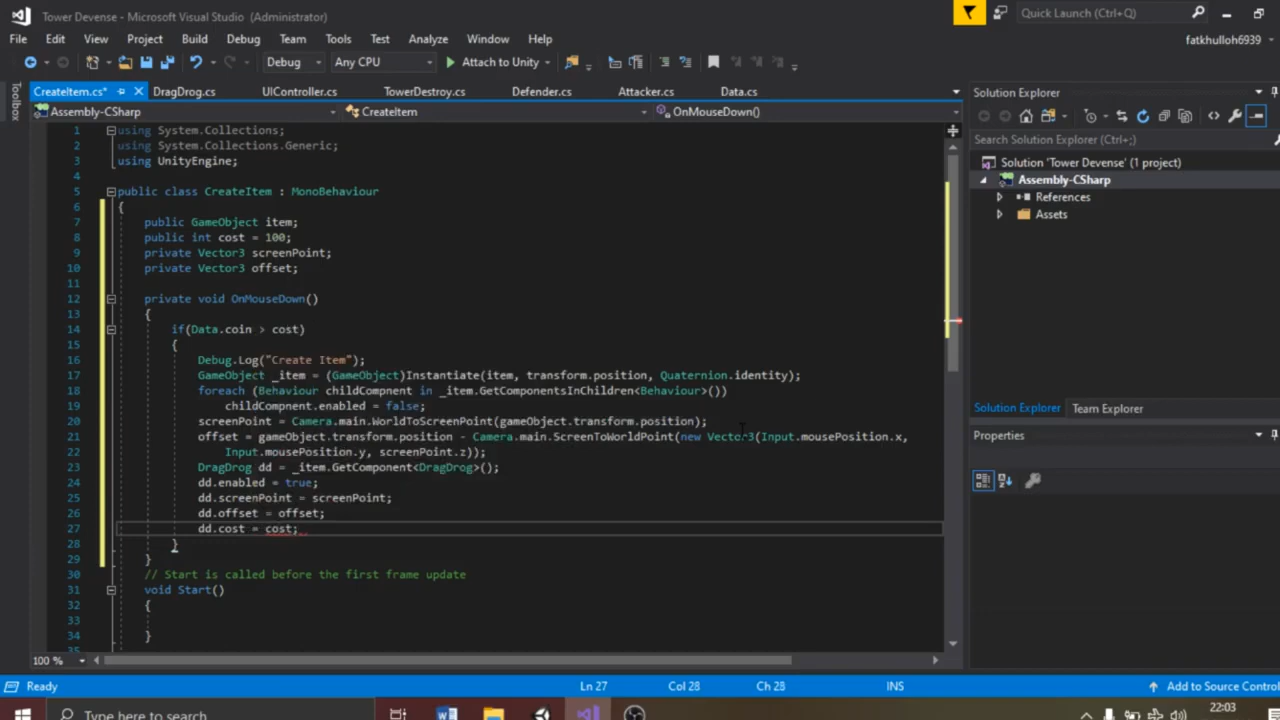 Tower Devense - Microsoft Visual Studio (Administrator)
Quick Launch (Ctrl+Q)
File Edit View Project Build Debug Team Tools Test Analyze Window Help
fatkhulloh6939
Debug Any CPU Attach to Unity
Toolbox
CreateItem.cs* DragDrog.cs UIController.cs TowerDestroy.cs Defender.cs Attacker.cs Data.cs
Assembly-CSharp CreateItem OnMouseDown()
1 using System.Collections;
2 using System.Collections.Generic;
3 using UnityEngine;
4
5 public class CreateItem : MonoBehaviour
6 {
7 public GameObject item;
8 public int cost = 100;
9 private Vector3 screenPoint;
10 private Vector3 offset;
11
12 private void OnMouseDown()
13 {
14 if(Data.coin > cost)
15 {
16 Debug.Log("Create Item");
17 GameObject _item = (GameObject)Instantiate(item, transform.position, Quaternion.identity);
18 foreach (Behaviour childCompnent in _item.GetComponentsInChildren<Behaviour>())
19 childCompnent.enabled = false;
20 screenPoint = Camera.main.WorldToScreenPoint(gameObject.transform.position);
21 offset = gameObject.transform.position - Camera.main.ScreenToWorldPoint(new Vector3(Input.mousePosition.x,
22 Input.mousePosition.y, screenPoint.z));
23 DragDrog dd = _item.GetComponent<DragDrog>();
24 dd.enabled = true;
25 dd.screenPoint = screenPoint;
26 dd.offset = offset;
27 dd.cost = cost;
28 }
29 }
30 // Start is called before the first frame update
31 void Start()
32 {
33
34 }
35
100 %
Solution Explorer
Search Solution Explorer (Ctrl+;)
Solution 'Tower Devense' (1 project)
Assembly-CSharp
References
Assets
Solution Explorer Team Explorer
Properties
Ready Ln 27 Col 28 Ch 28 INS Add to Source Control
Type here to search
22:03